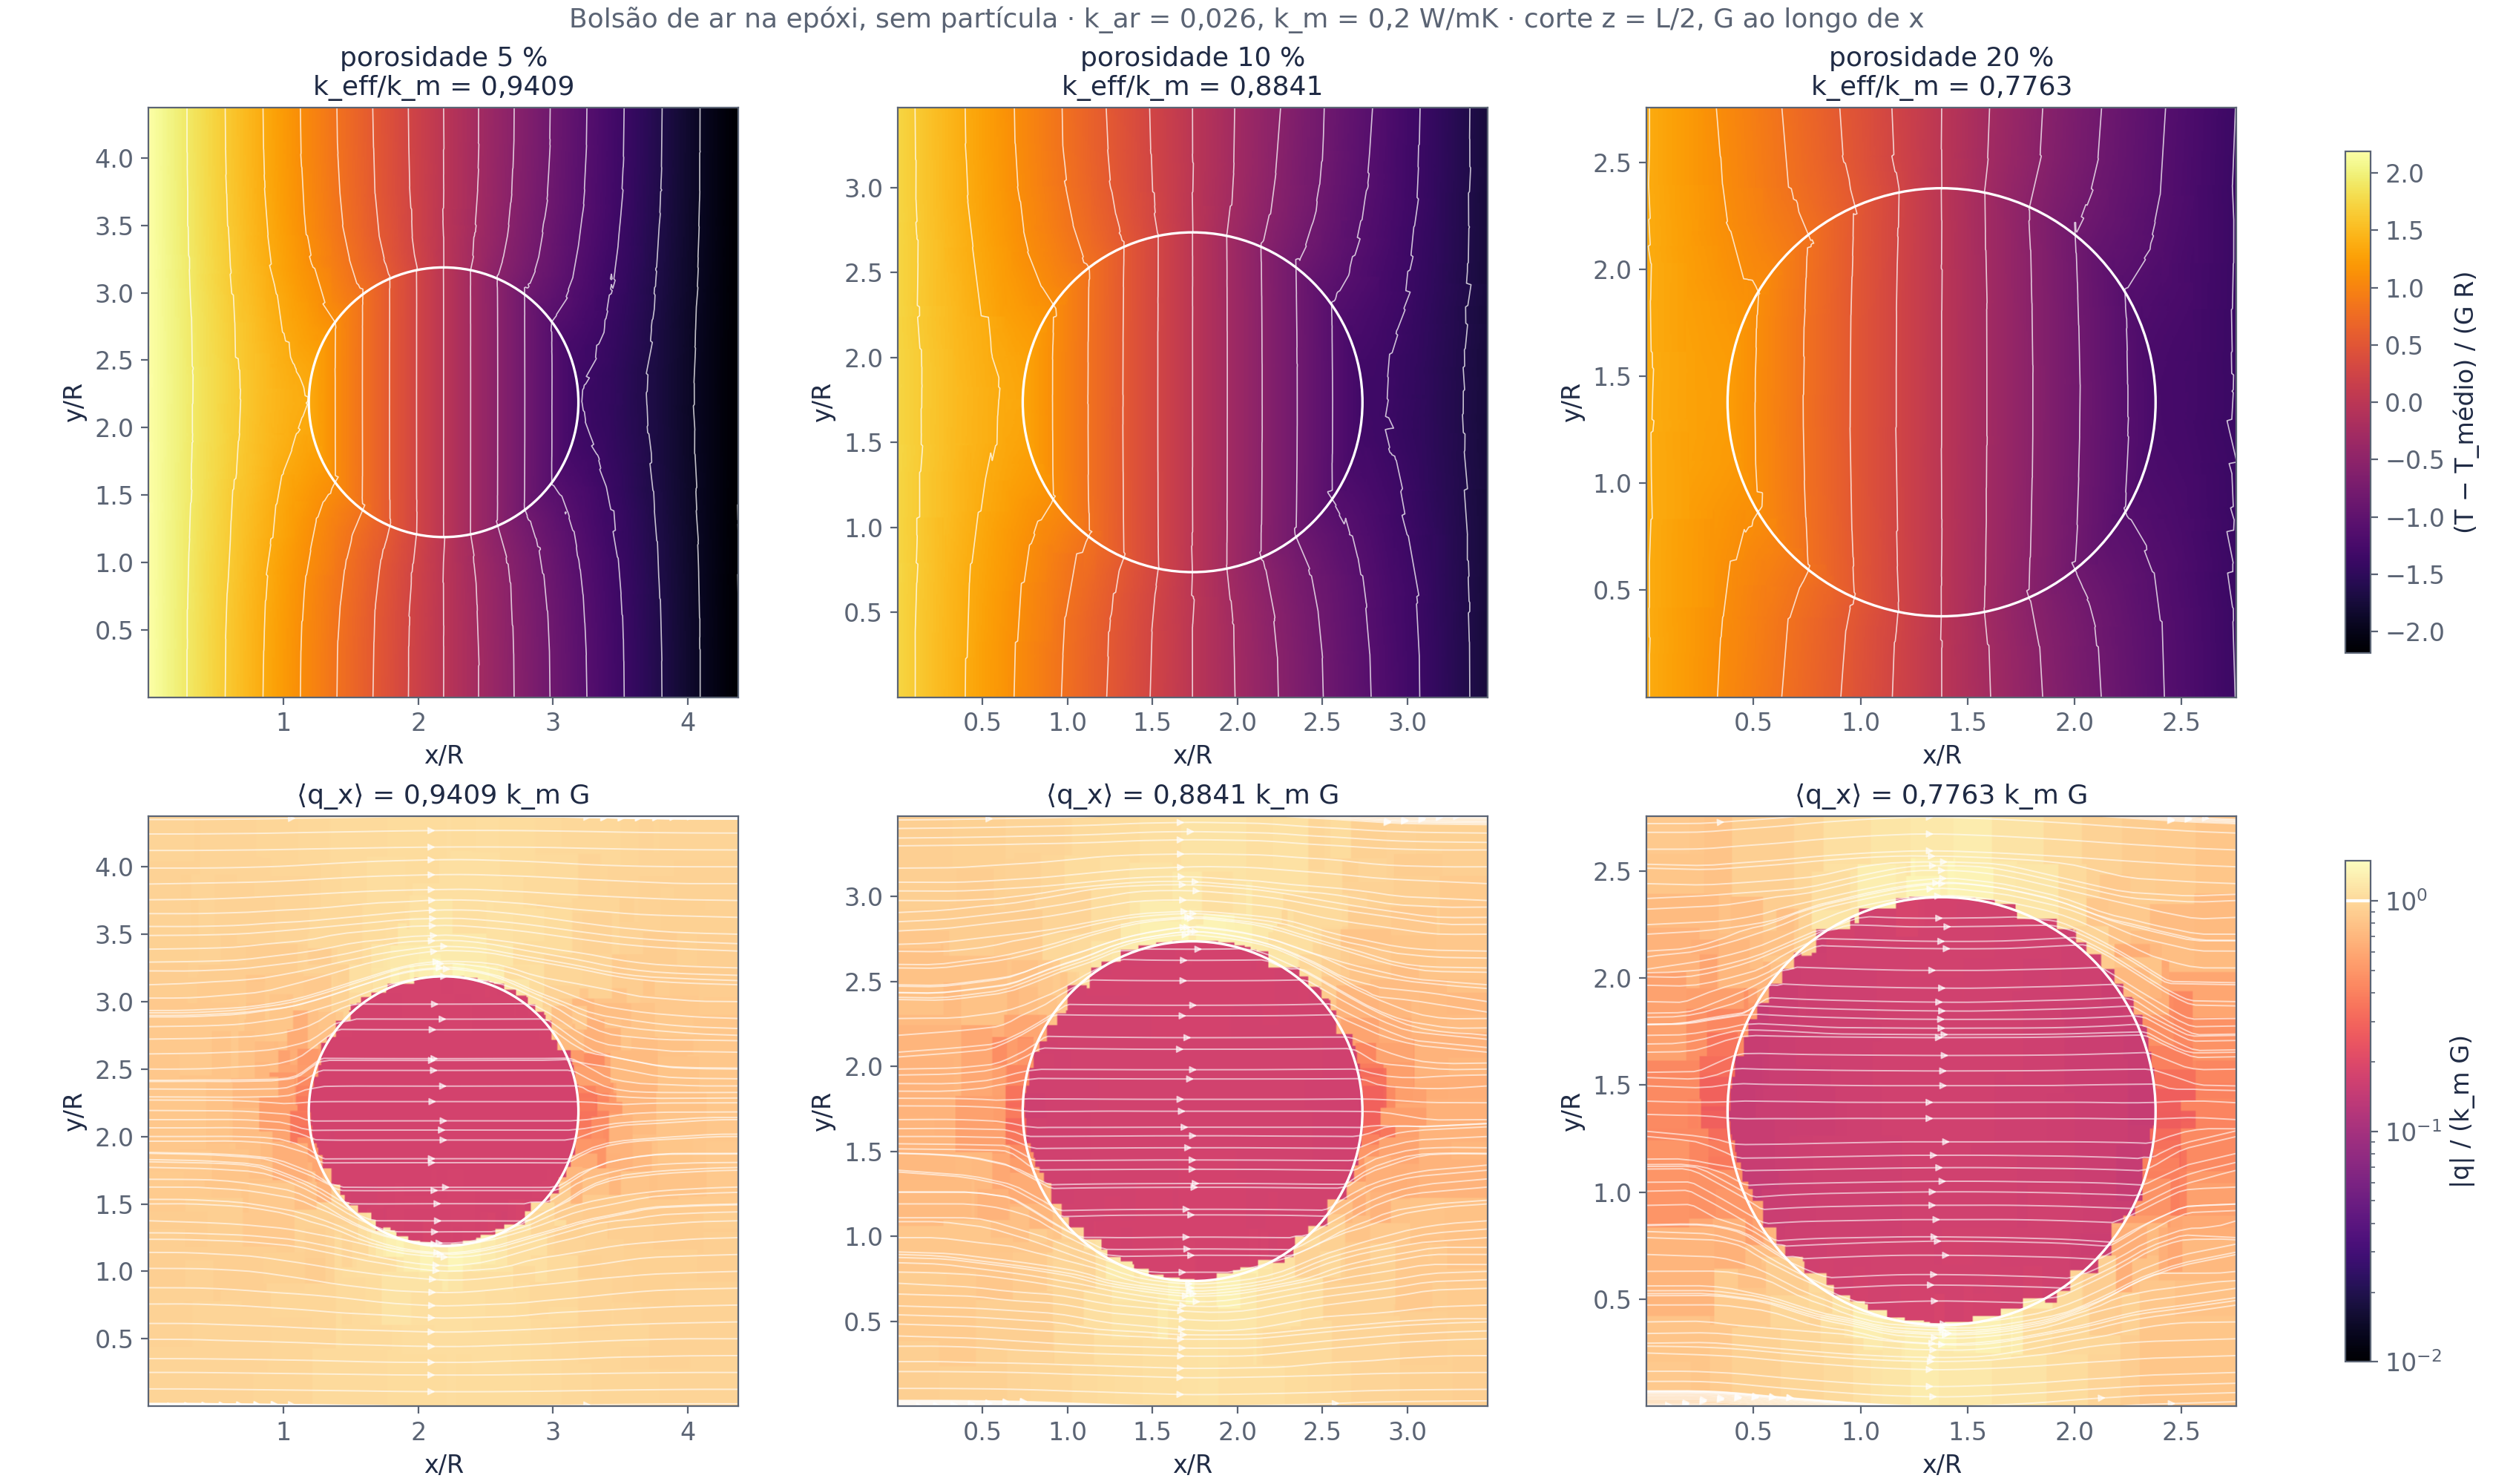 Bolsão de ar na epóxi, sem partícula · k_ar = 0,026, k_m = 0,2 W/mK · corte z = L/2, G ao longo de x
porosidade 5 %
k_eff/k_m = 0,9409
porosidade 10 %
k_eff/k_m = 0,8841
porosidade 20 %
k_eff/k_m = 0,7763
4.0
3.5
3.0
2.5
2.0
1.5
1.0
0.5
y/R
1 2 3 4
x/R
3.0
2.5
2.0
1.5
1.0
0.5
y/R
0.5 1.0 1.5 2.0 2.5 3.0
x/R
2.5
2.0
1.5
1.0
0.5
y/R
0.5 1.0 1.5 2.0 2.5
x/R
2.0
1.5
1.0
0.5
0.0
−0.5
−1.0
−1.5
−2.0
(T − T_médio) / (G R)
⟨q_x⟩ = 0,9409 k_m G
⟨q_x⟩ = 0,8841 k_m G
⟨q_x⟩ = 0,7763 k_m G
4.0
3.5
3.0
2.5
2.0
1.5
1.0
0.5
y/R
1 2 3 4
x/R
3.0
2.5
2.0
1.5
1.0
0.5
y/R
0.5 1.0 1.5 2.0 2.5 3.0
x/R
2.5
2.0
1.5
1.0
0.5
y/R
0.5 1.0 1.5 2.0 2.5
x/R
10⁰
10⁻¹
10⁻²
|q| / (k_m G)